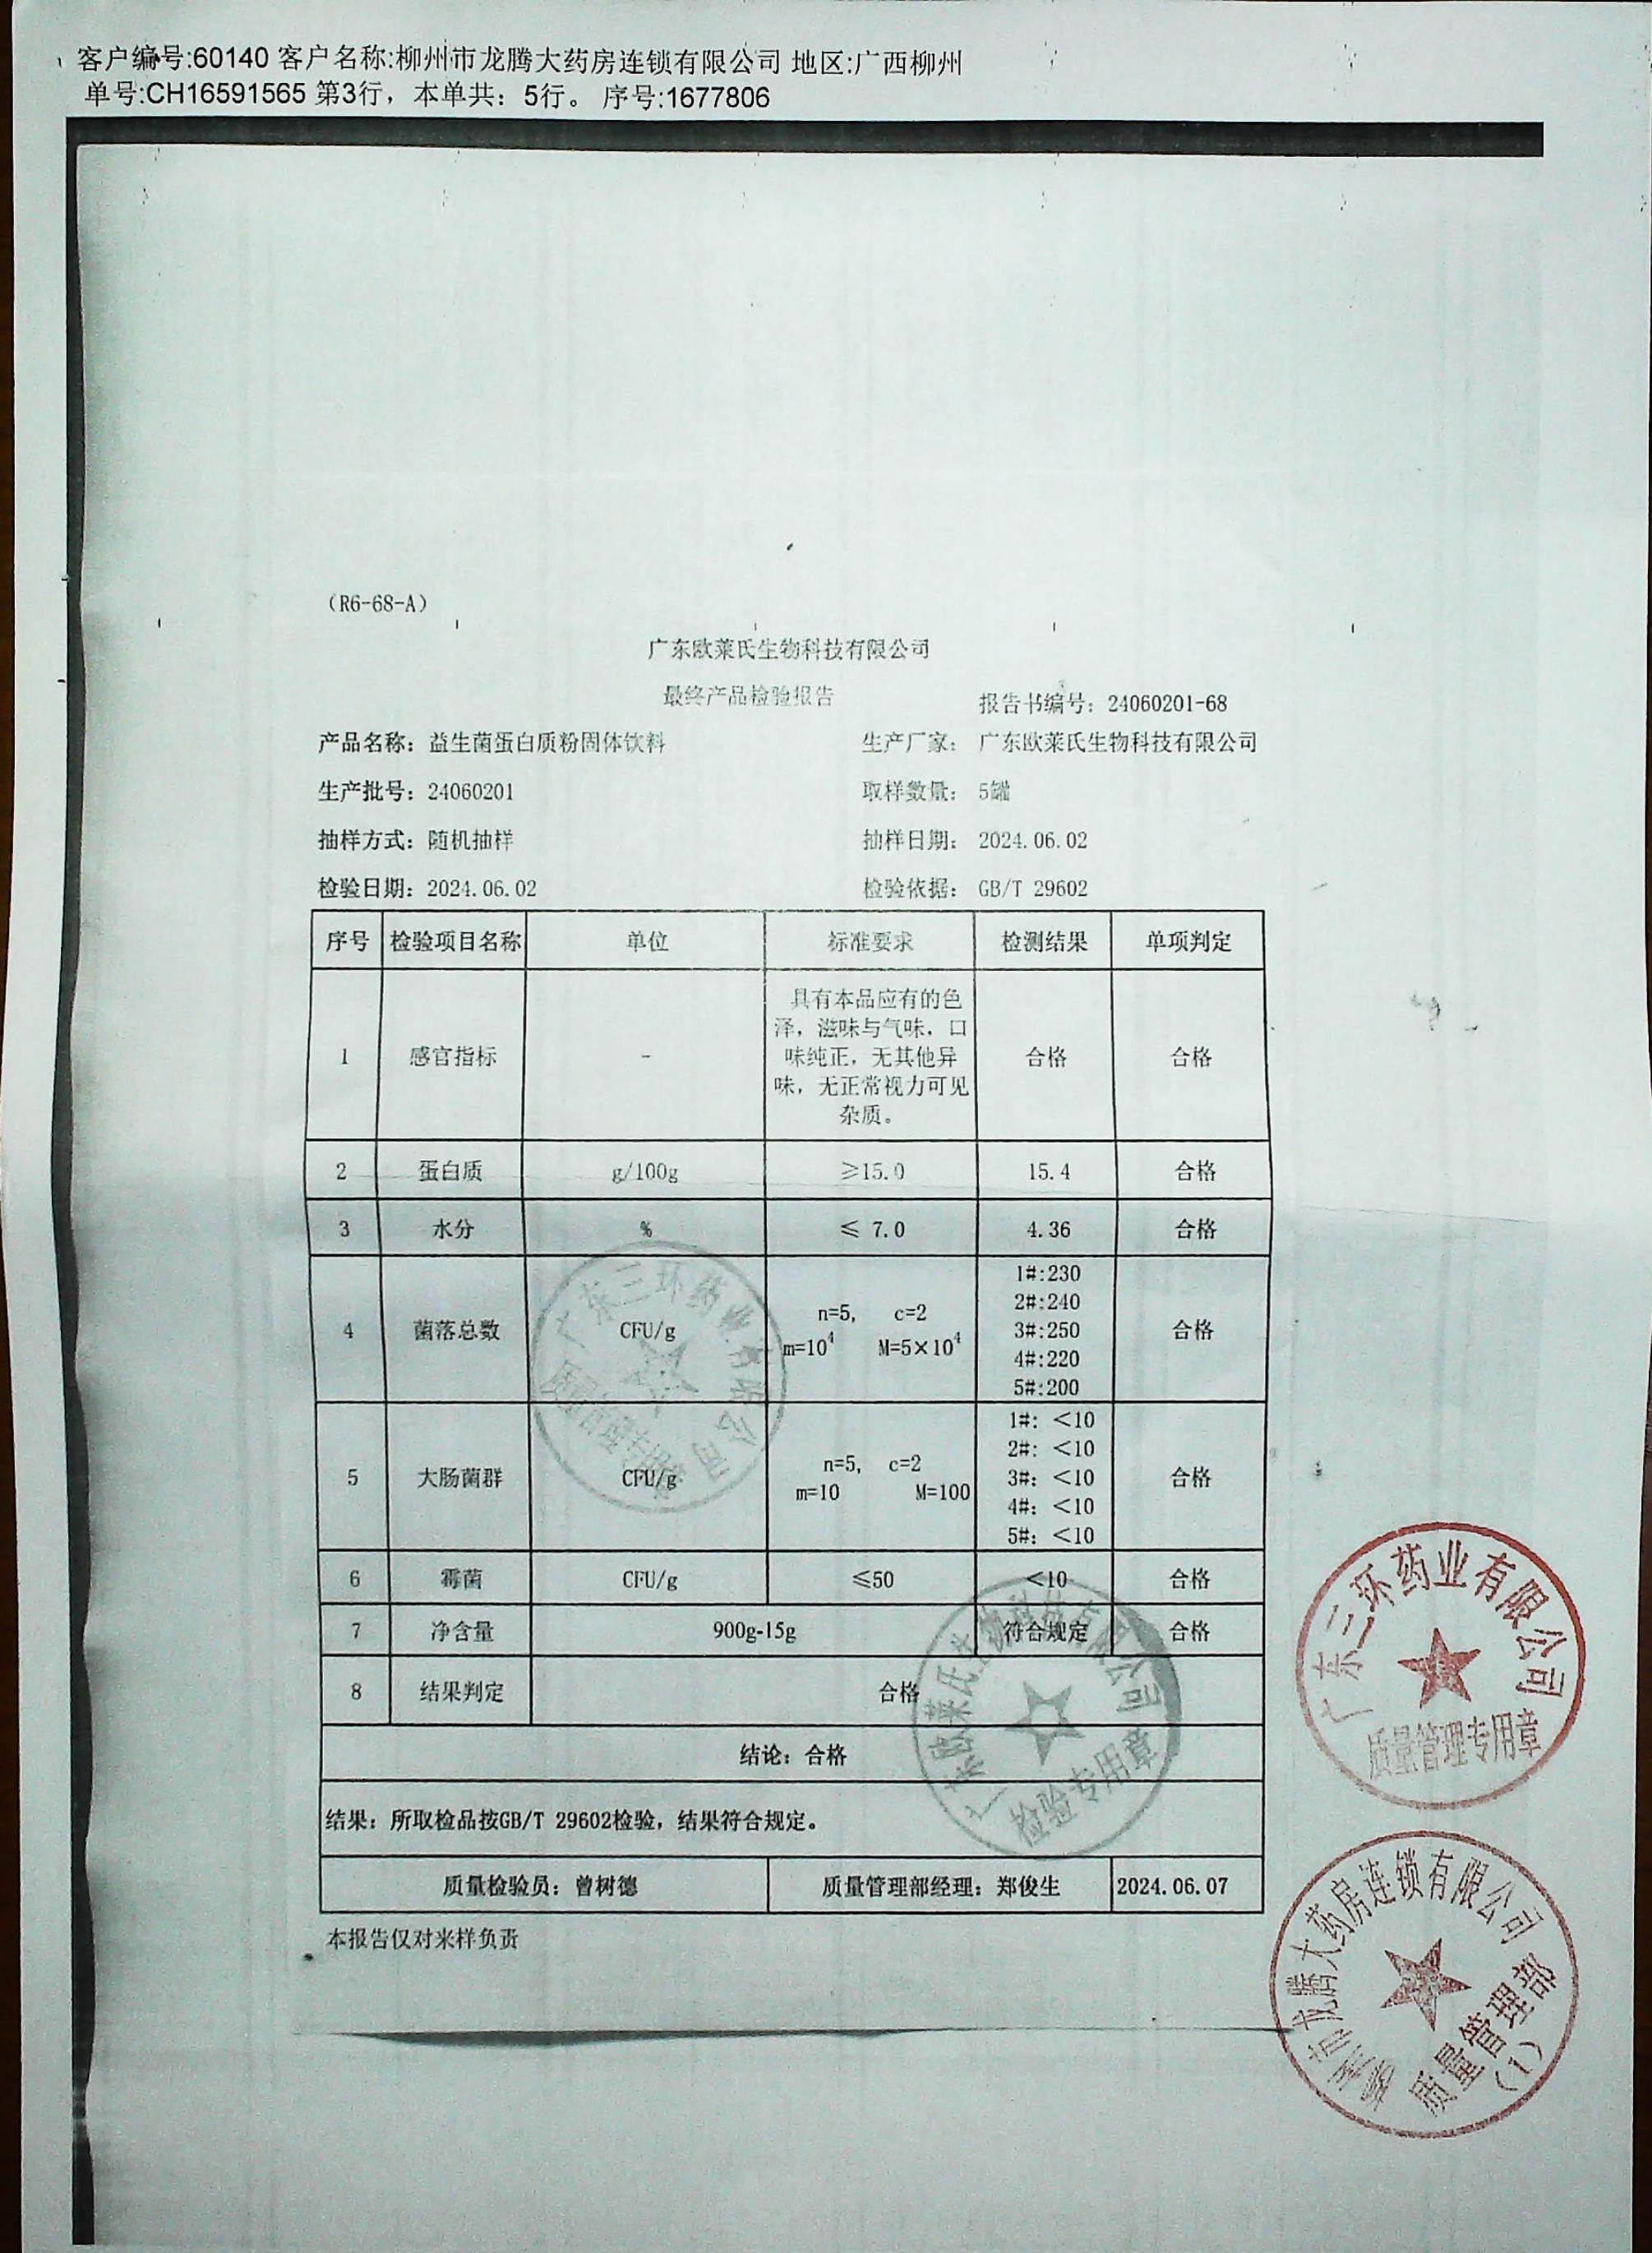 客户编号:60140 客户名称:柳州市龙腾大药房连锁有限公司 地区:广西柳州
单号:CH16591565 第3行，本单共：5行。 序号:1677806
（R6-68-A）
广东欧莱氏生物科技有限公司
最终产品检验报告
报告书编号：24060201-68
产品名称：益生菌蛋白质粉固体饮料 生产厂家： 广东欧莱氏生物科技有限公司
生产批号：24060201 取样数量： 5罐
抽样方式：随机抽样 抽样日期： 2024.06.02
检验日期：2024.06.02 检验依据： GB/T 29602
序号 检验项目名称 单位 标准要求 检测结果 单项判定
1 感官指标 - 具有本品应有的色
泽，滋味与气味，口
味纯正，无其他异
味，无正常视力可见
杂质。
合格 合格
2 蛋白质 g/100g ≥15.0 15.4 合格
3 水分 % ≤ 7.0 4.36 合格
4 菌落总数 CFU/g
n=5, c=2
m=10⁴ M=5×10⁴
1#:230
2#:240
3#:250
4#:220
5#:200
合格
5 大肠菌群 CFU/g
n=5, c=2
m=10 M=100
1#: <10
2#: <10
3#: <10
4#: <10
5#: <10
合格
6 霉菌 CFU/g ≤50 <10 合格
7 净含量 900g-15g 符合规定 合格
8 结果判定 合格
结论：合格
结果：所取检品按GB/T 29602检验，结果符合规定。
质量检验员：曾树德 质量管理部经理：郑俊生 2024.06.07
本报告仅对来样负责
广东三环药业有限公司
质量管理专用章
广东欧莱氏生物科技有限公司
检验专用章
广东三环药业有限公司
质量管理专用章
市龙腾大药房连锁有限公司
质量管理部
(1)